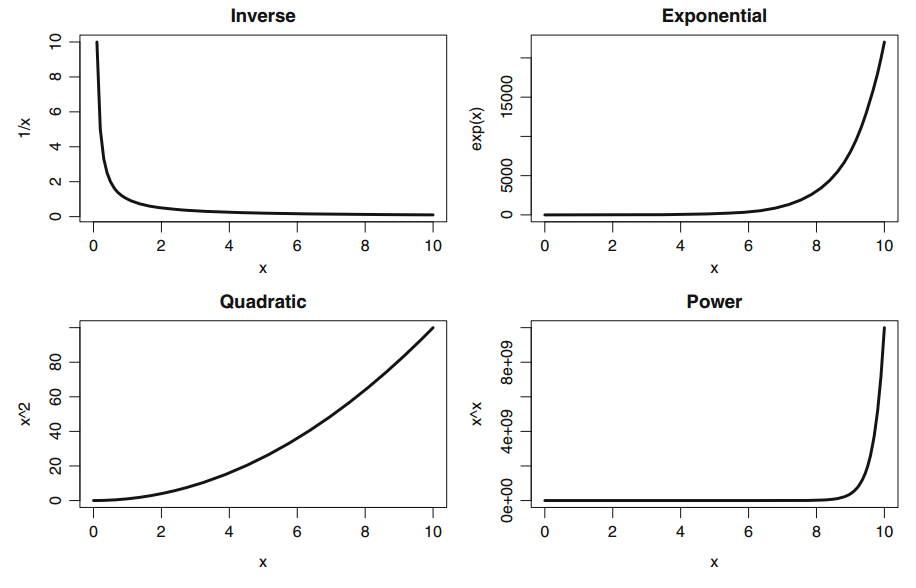 Inverse
1/x
0 2 4 6 8 10
0 2 4 6 8 10
x
Exponential
exp(x)
0 5000 15000
0 2 4 6 8 10
x
Quadratic
x^2
0 20 40 60 80
0 2 4 6 8 10
x
Power
x^x
0e+00 4e+09 8e+09
0 2 4 6 8 10
x